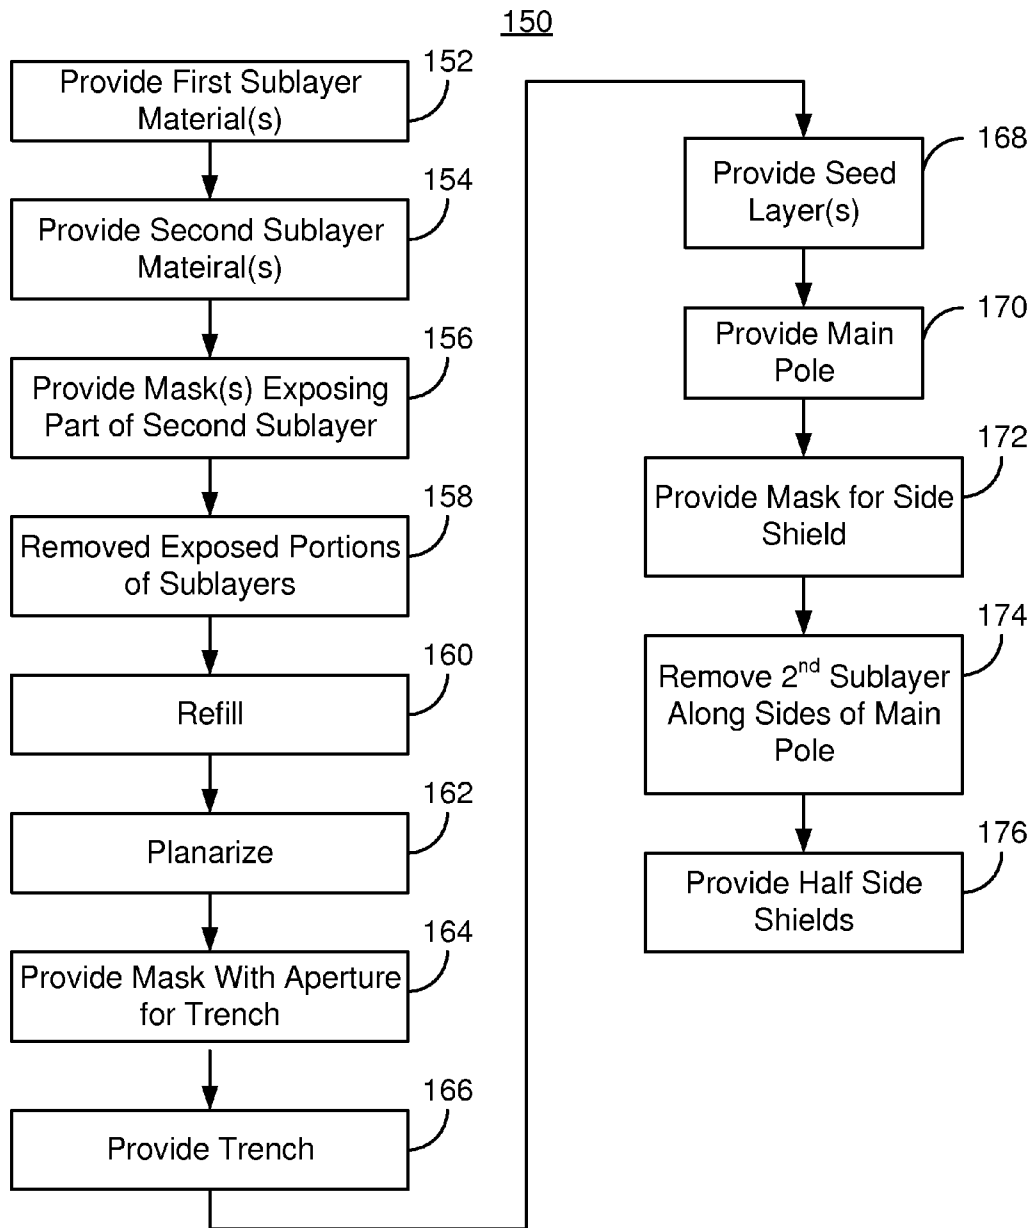 150
152
Provide First Sublayer
Material(s)
154
Provide Second Sublayer
Mateiral(s)
156
Provide Mask(s) Exposing
Part of Second Sublayer
158
Removed Exposed Portions
of Sublayers
160
Refill
162
Planarize
164
Provide Mask With Aperture
for Trench
166
Provide Trench
168
Provide Seed
Layer(s)
170
Provide Main
Pole
172
Provide Mask for Side
Shield
174
Remove 2nd Sublayer
Along Sides of Main
Pole
176
Provide Half Side
Shields